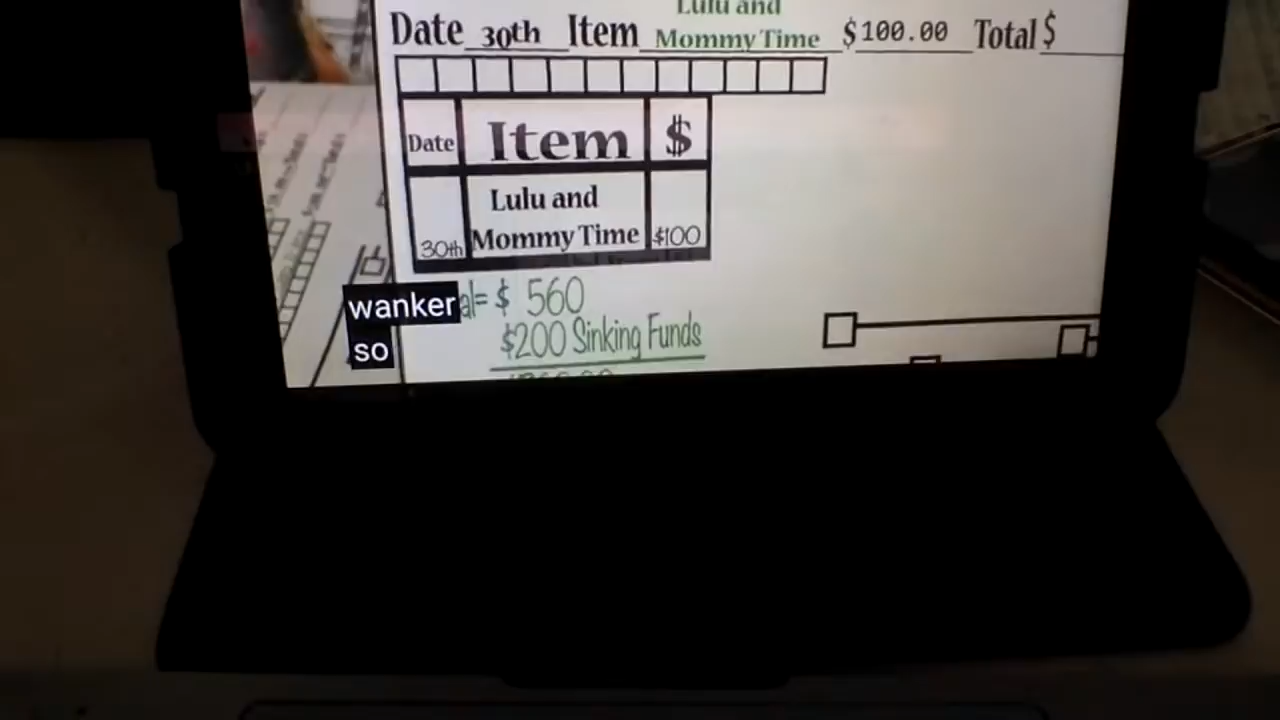 Lulu and
Date 30th Item Mommy Time $100.00 Total $
Date Item $
Lulu and
30th Mommy Time $100
wanker al= $ 560
so $200 Sinking Funds